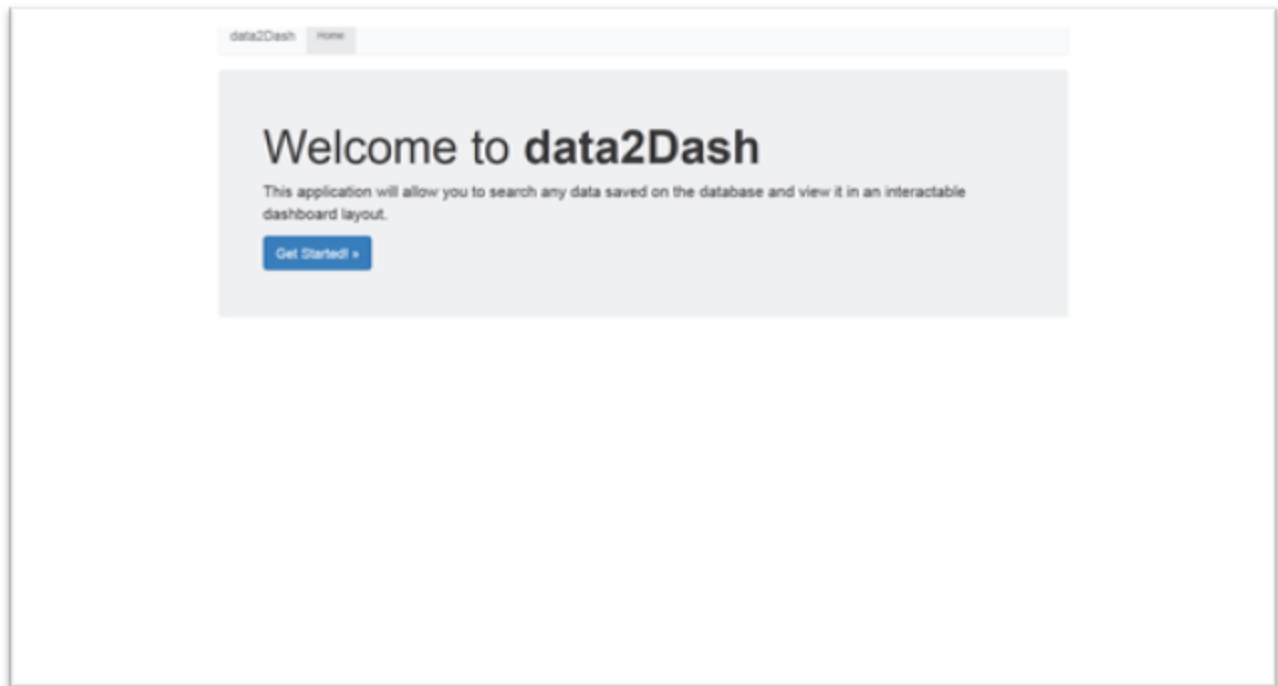 data2Dash Home
Welcome to data2Dash
This application will allow you to search any data saved on the database and view it in an interactable
dashboard layout.
Get Started! »